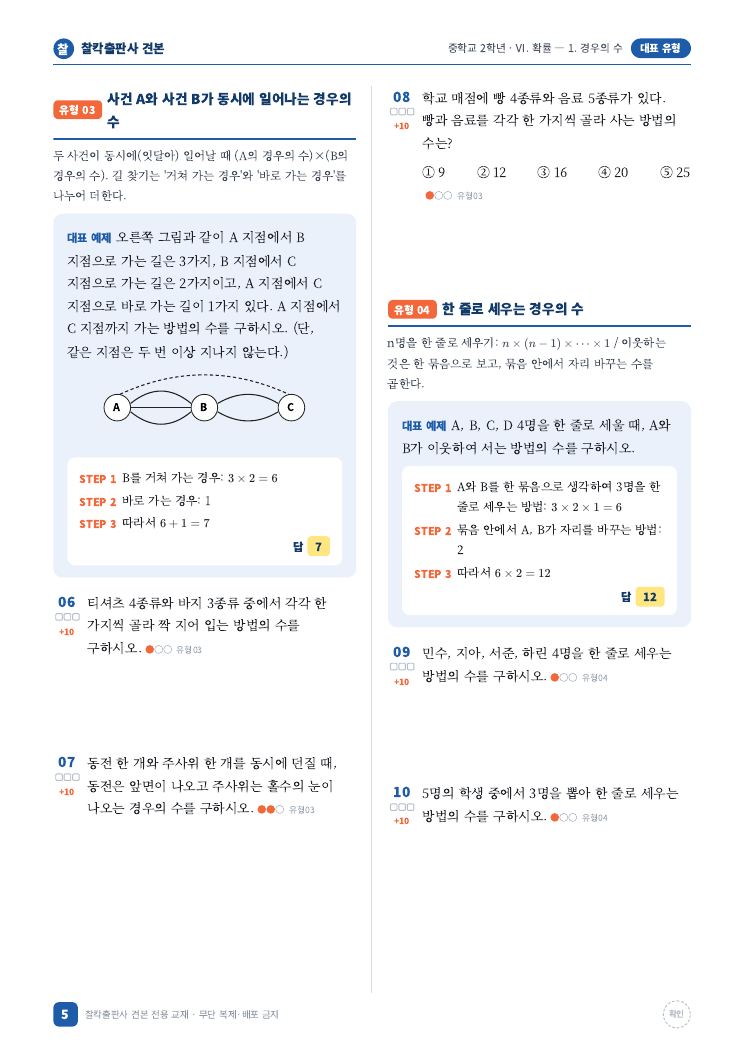 찰 찰칵출판사 견본
중학교 2학년 · Ⅵ. 확률 — 1. 경우의 수 대표 유형
유형 03 사건 A와 사건 B가 동시에 일어나는 경우의
수
두 사건이 동시에(잇달아) 일어날 때 (A의 경우의 수)×(B의
경우의 수). 길 찾기는 '거쳐 가는 경우'와 '바로 가는 경우'를
나누어 더한다.
대표 예제 오른쪽 그림과 같이 A 지점에서 B
지점으로 가는 길은 3가지, B 지점에서 C
지점으로 가는 길은 2가지이고, A 지점에서 C
지점으로 바로 가는 길이 1가지 있다. A 지점에서
C 지점까지 가는 방법의 수를 구하시오. (단,
같은 지점은 두 번 이상 지나지 않는다.)
A B C
STEP 1 B를 거쳐 가는 경우: 3 × 2 = 6
STEP 2 바로 가는 경우: 1
STEP 3 따라서 6 + 1 = 7
답 7
06 티셔츠 4종류와 바지 3종류 중에서 각각 한
가지씩 골라 짝 지어 입는 방법의 수를
+10
구하시오. ●○○ 유형03
07 동전 한 개와 주사위 한 개를 동시에 던질 때,
동전은 앞면이 나오고 주사위는 홀수의 눈이
+10
나오는 경우의 수를 구하시오. ●●○ 유형03
08 학교 매점에 빵 4종류와 음료 5종류가 있다.
빵과 음료를 각각 한 가지씩 골라 사는 방법의
+10
수는?
① 9 ② 12 ③ 16 ④ 20 ⑤ 25
●○○ 유형03
유형 04 한 줄로 세우는 경우의 수
n명을 한 줄로 세우기: n × (n − 1) × ⋯ × 1 / 이웃하는
것은 한 묶음으로 보고, 묶음 안에서 자리 바꾸는 수를
곱한다.
대표 예제 A, B, C, D 4명을 한 줄로 세울 때, A와
B가 이웃하여 서는 방법의 수를 구하시오.
STEP 1 A와 B를 한 묶음으로 생각하여 3명을 한
줄로 세우는 방법: 3 × 2 × 1 = 6
STEP 2 묶음 안에서 A, B가 자리를 바꾸는 방법:
2
STEP 3 따라서 6 × 2 = 12
답 12
09 민수, 지아, 서준, 하린 4명을 한 줄로 세우는
방법의 수를 구하시오. ●○○ 유형04
+10
10 5명의 학생 중에서 3명을 뽑아 한 줄로 세우는
방법의 수를 구하시오. ●○○ 유형04
+10
5 찰칵출판사 견본 전용 교재 · 무단 복제·배포 금지
확인